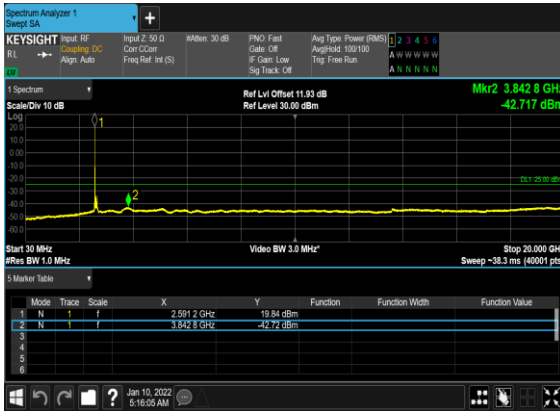 Spectrum Analyzer 1
Swept SA
+
KEYSIGHT Input: RF Input Z: 50 Ω #Atten: 30 dB PNO: Fast Avg Type: Power (RMS) 1 2 3 4 5 6
RL Coupling: DC Corr CCorr Gate: Off Avg|Hold: 100/100 A W W W W W
Align: Auto Freq Ref: Int (S) IF Gain: Low Trig: Free Run
LW Sig Track: Off A N N N N N
1 Spectrum Ref Lvl Offset 11.93 dB Mkr2 3.842 8 GHz
Scale/Div 10 dB Ref Level 30.00 dBm -42.717 dBm
Log
20.0
10.0
0.00
-10.0
-20.0
-30.0
-40.0
-50.0
-60.0
1
2
DL1 -25.00 dBm
Start 30 MHz Video BW 3.0 MHz* Stop 20.000 GHz
#Res BW 1.0 MHz Sweep ~38.3 ms (40001 pts)
5 Marker Table
Mode Trace Scale X Y Function Function Width Function Value
1 N 1 f 2.591 2 GHz 19.84 dBm
2 N 1 f 3.842 8 GHz -42.72 dBm
3
4
5
6
? Jan 10, 2022
5:16:05 AM